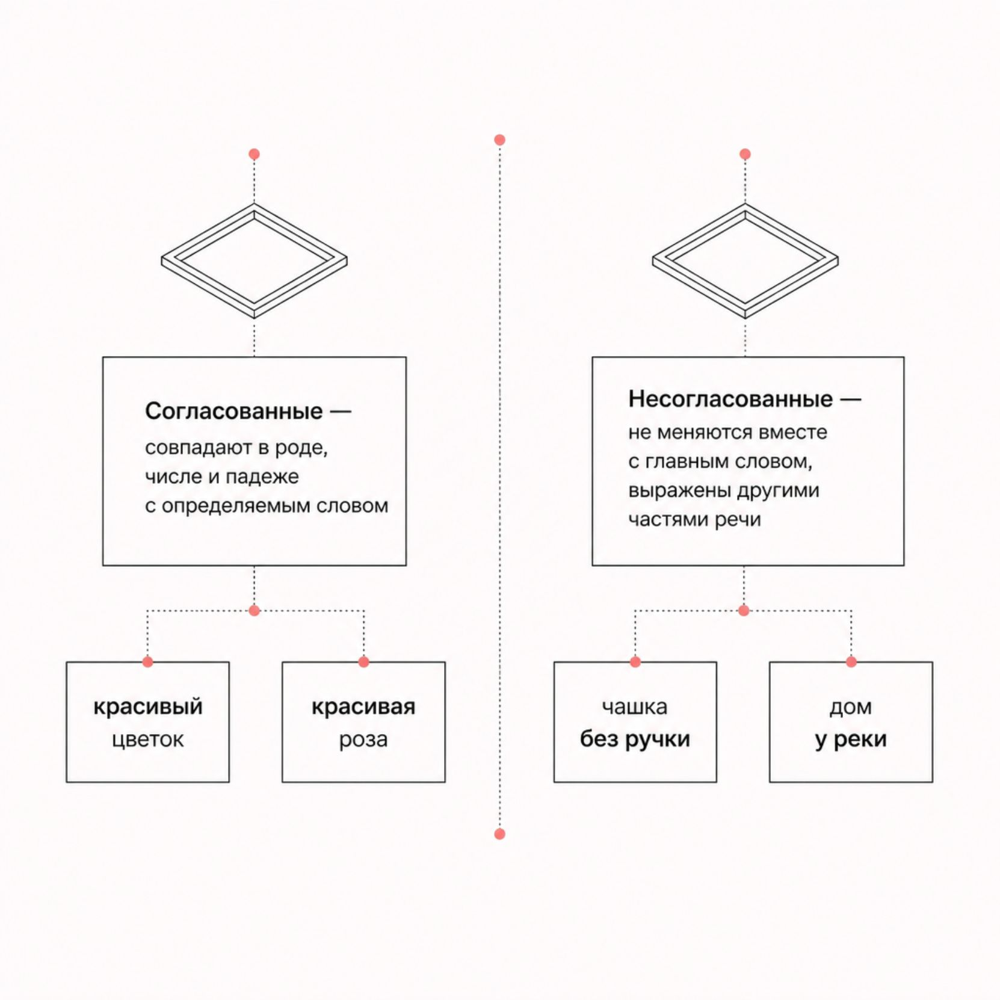 Согласованные —
совпадают в роде,
числе и падеже
с определяемым словом
красивый
цветок
красивая
роза
Несогласованные —
не меняются вместе
с главным словом,
выражены другими
частями речи
чашка
без ручки
дом
у реки